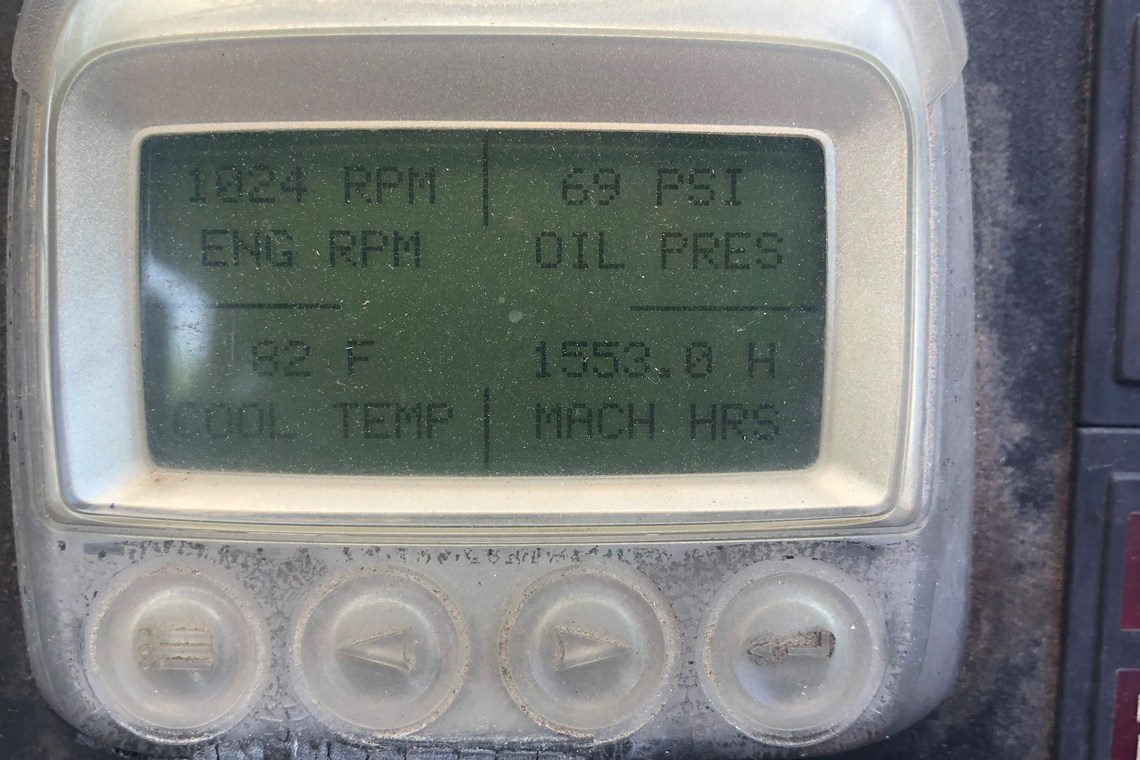 1024 RPM 69 PSI
ENG RPM OIL PRES
82 F 1553.0 H
COOL TEMP MACH HRS